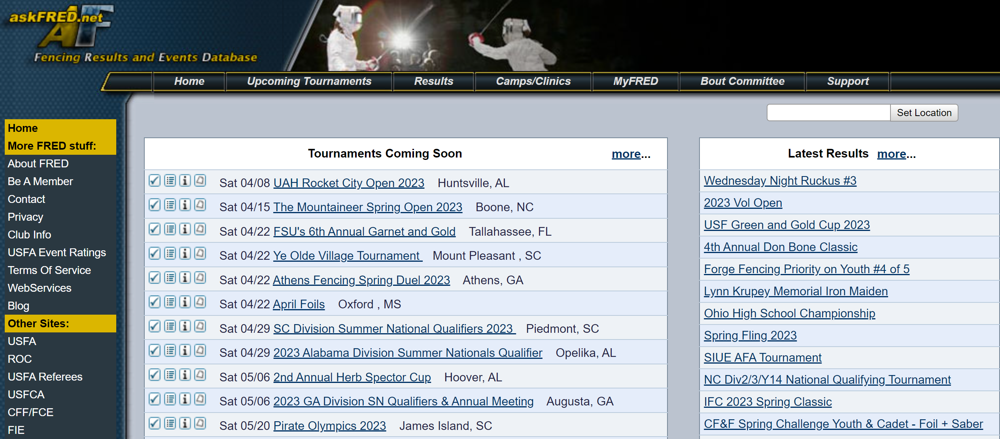 askFRED.net
AF
Fencing Results and Events Database
Home
Upcoming Tournaments
Results
Camps/Clinics
MyFRED
Bout Committee
Support
Set Location
Home
More FRED stuff:
About FRED
Be A Member
Contact
Privacy
Club Info
USFA Event Ratings
Terms Of Service
WebServices
Blog
Other Sites:
USFA
ROC
USFA Referees
USFCA
CFF/FCE
FIE
Tournaments Coming Soon more...
Sat 04/08 UAH Rocket City Open 2023 Huntsville, AL
Sat 04/15 The Mountaineer Spring Open 2023 Boone, NC
Sat 04/22 FSU's 6th Annual Garnet and Gold Tallahassee, FL
Sat 04/22 Ye Olde Village Tournament Mount Pleasant , SC
Sat 04/22 Athens Fencing Spring Duel 2023 Athens, GA
Sat 04/22 April Foils Oxford , MS
Sat 04/29 SC Division Summer National Qualifiers 2023 Piedmont, SC
Sat 04/29 2023 Alabama Division Summer Nationals Qualifier Opelika, AL
Sat 05/06 2nd Annual Herb Spector Cup Hoover, AL
Sat 05/06 2023 GA Division SN Qualifiers & Annual Meeting Augusta, GA
Sat 05/20 Pirate Olympics 2023 James Island, SC
Latest Results more...
Wednesday Night Ruckus #3
2023 Vol Open
USF Green and Gold Cup 2023
4th Annual Don Bone Classic
Forge Fencing Priority on Youth #4 of 5
Lynn Krupey Memorial Iron Maiden
Ohio High School Championship
Spring Fling 2023
SIUE AFA Tournament
NC Div2/3/Y14 National Qualifying Tournament
IFC 2023 Spring Classic
CF&F Spring Challenge Youth & Cadet - Foil + Saber